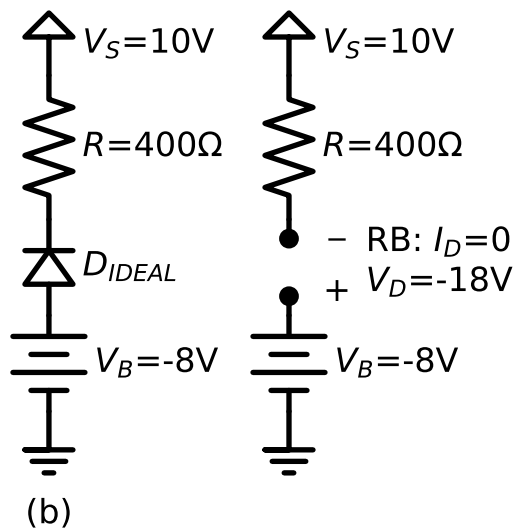 V_S=10V
V_S=10V
R=400Ω
R=400Ω
− RB: I_D=0
D_IDEAL
+ V_D=-18V
V_B=-8V
V_B=-8V
(b)